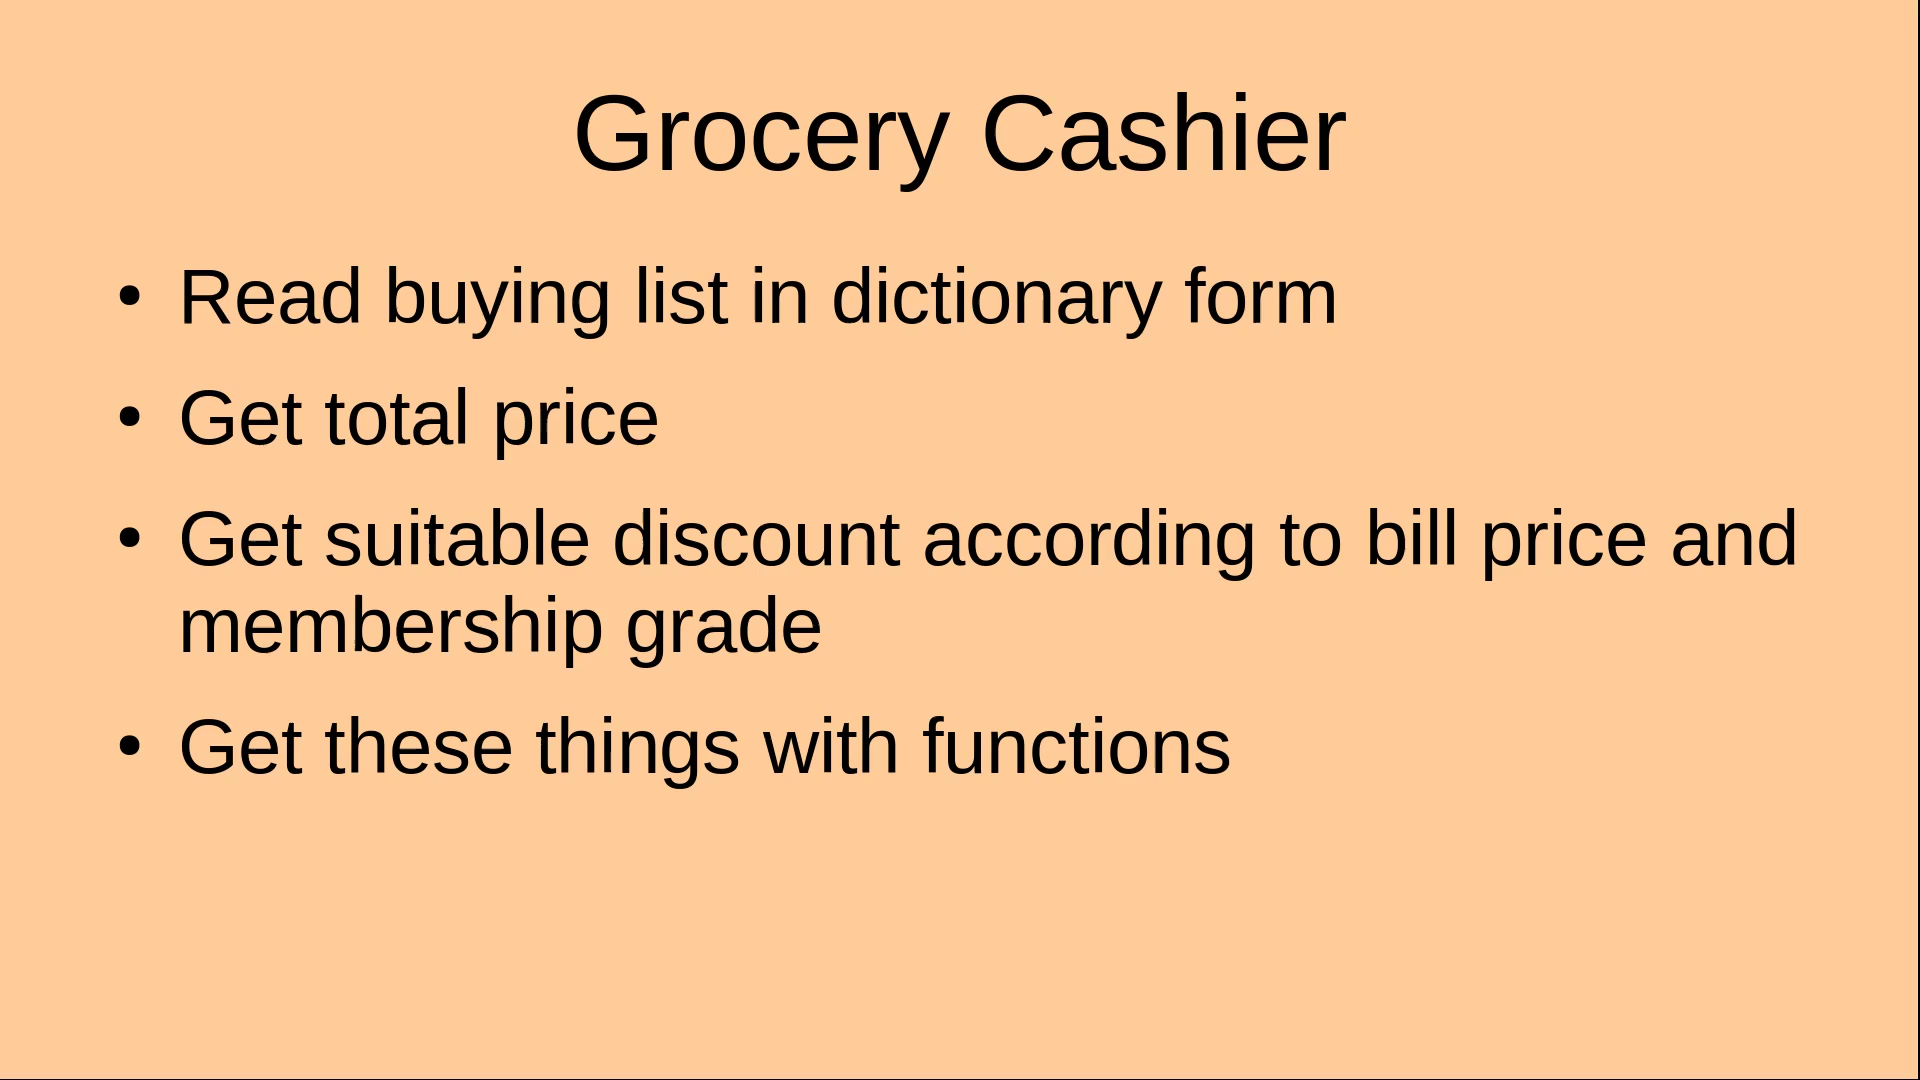 Grocery Cashier
• Read buying list in dictionary form
• Get total price
• Get suitable discount according to bill price and
membership grade
• Get these things with functions